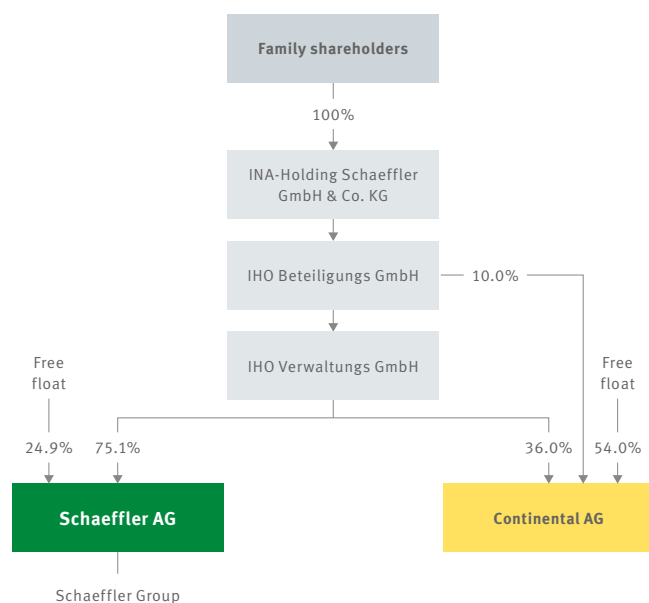 Family shareholders
100%
INA-Holding Schaeffler
GmbH & Co. KG
IHO Beteiligungs GmbH
10.0%
IHO Verwaltungs GmbH
Free
float
Free
float
24.9%
75.1%
36.0%
54.0%
Schaeffler AG
Continental AG
Schaeffler Group